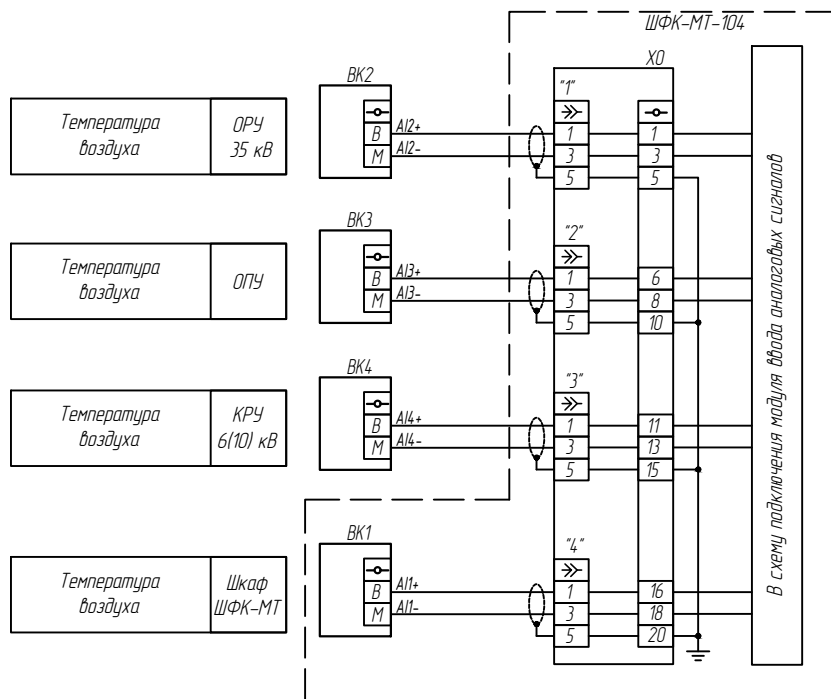 ШФК-МТ-104
ХО
ВК2
"1"
Температура
воздуха
ОРУ
35 кВ
В
AI2+
1
1
М
AI2-
3
3
5
5
ВК3
"2"
Температура
воздуха
ОПУ
В
AI3+
1
6
М
AI3-
3
8
5
10
ВК4
"3"
Температура
воздуха
КРУ
6(10) кВ
В
AI4+
1
11
М
AI4-
3
13
5
15
ВК1
"4"
Температура
воздуха
Шкаф
ШФК-МТ
В
AI1+
1
16
М
AI1-
3
18
5
20
В схему подключения модуля ввода аналоговых сигналов